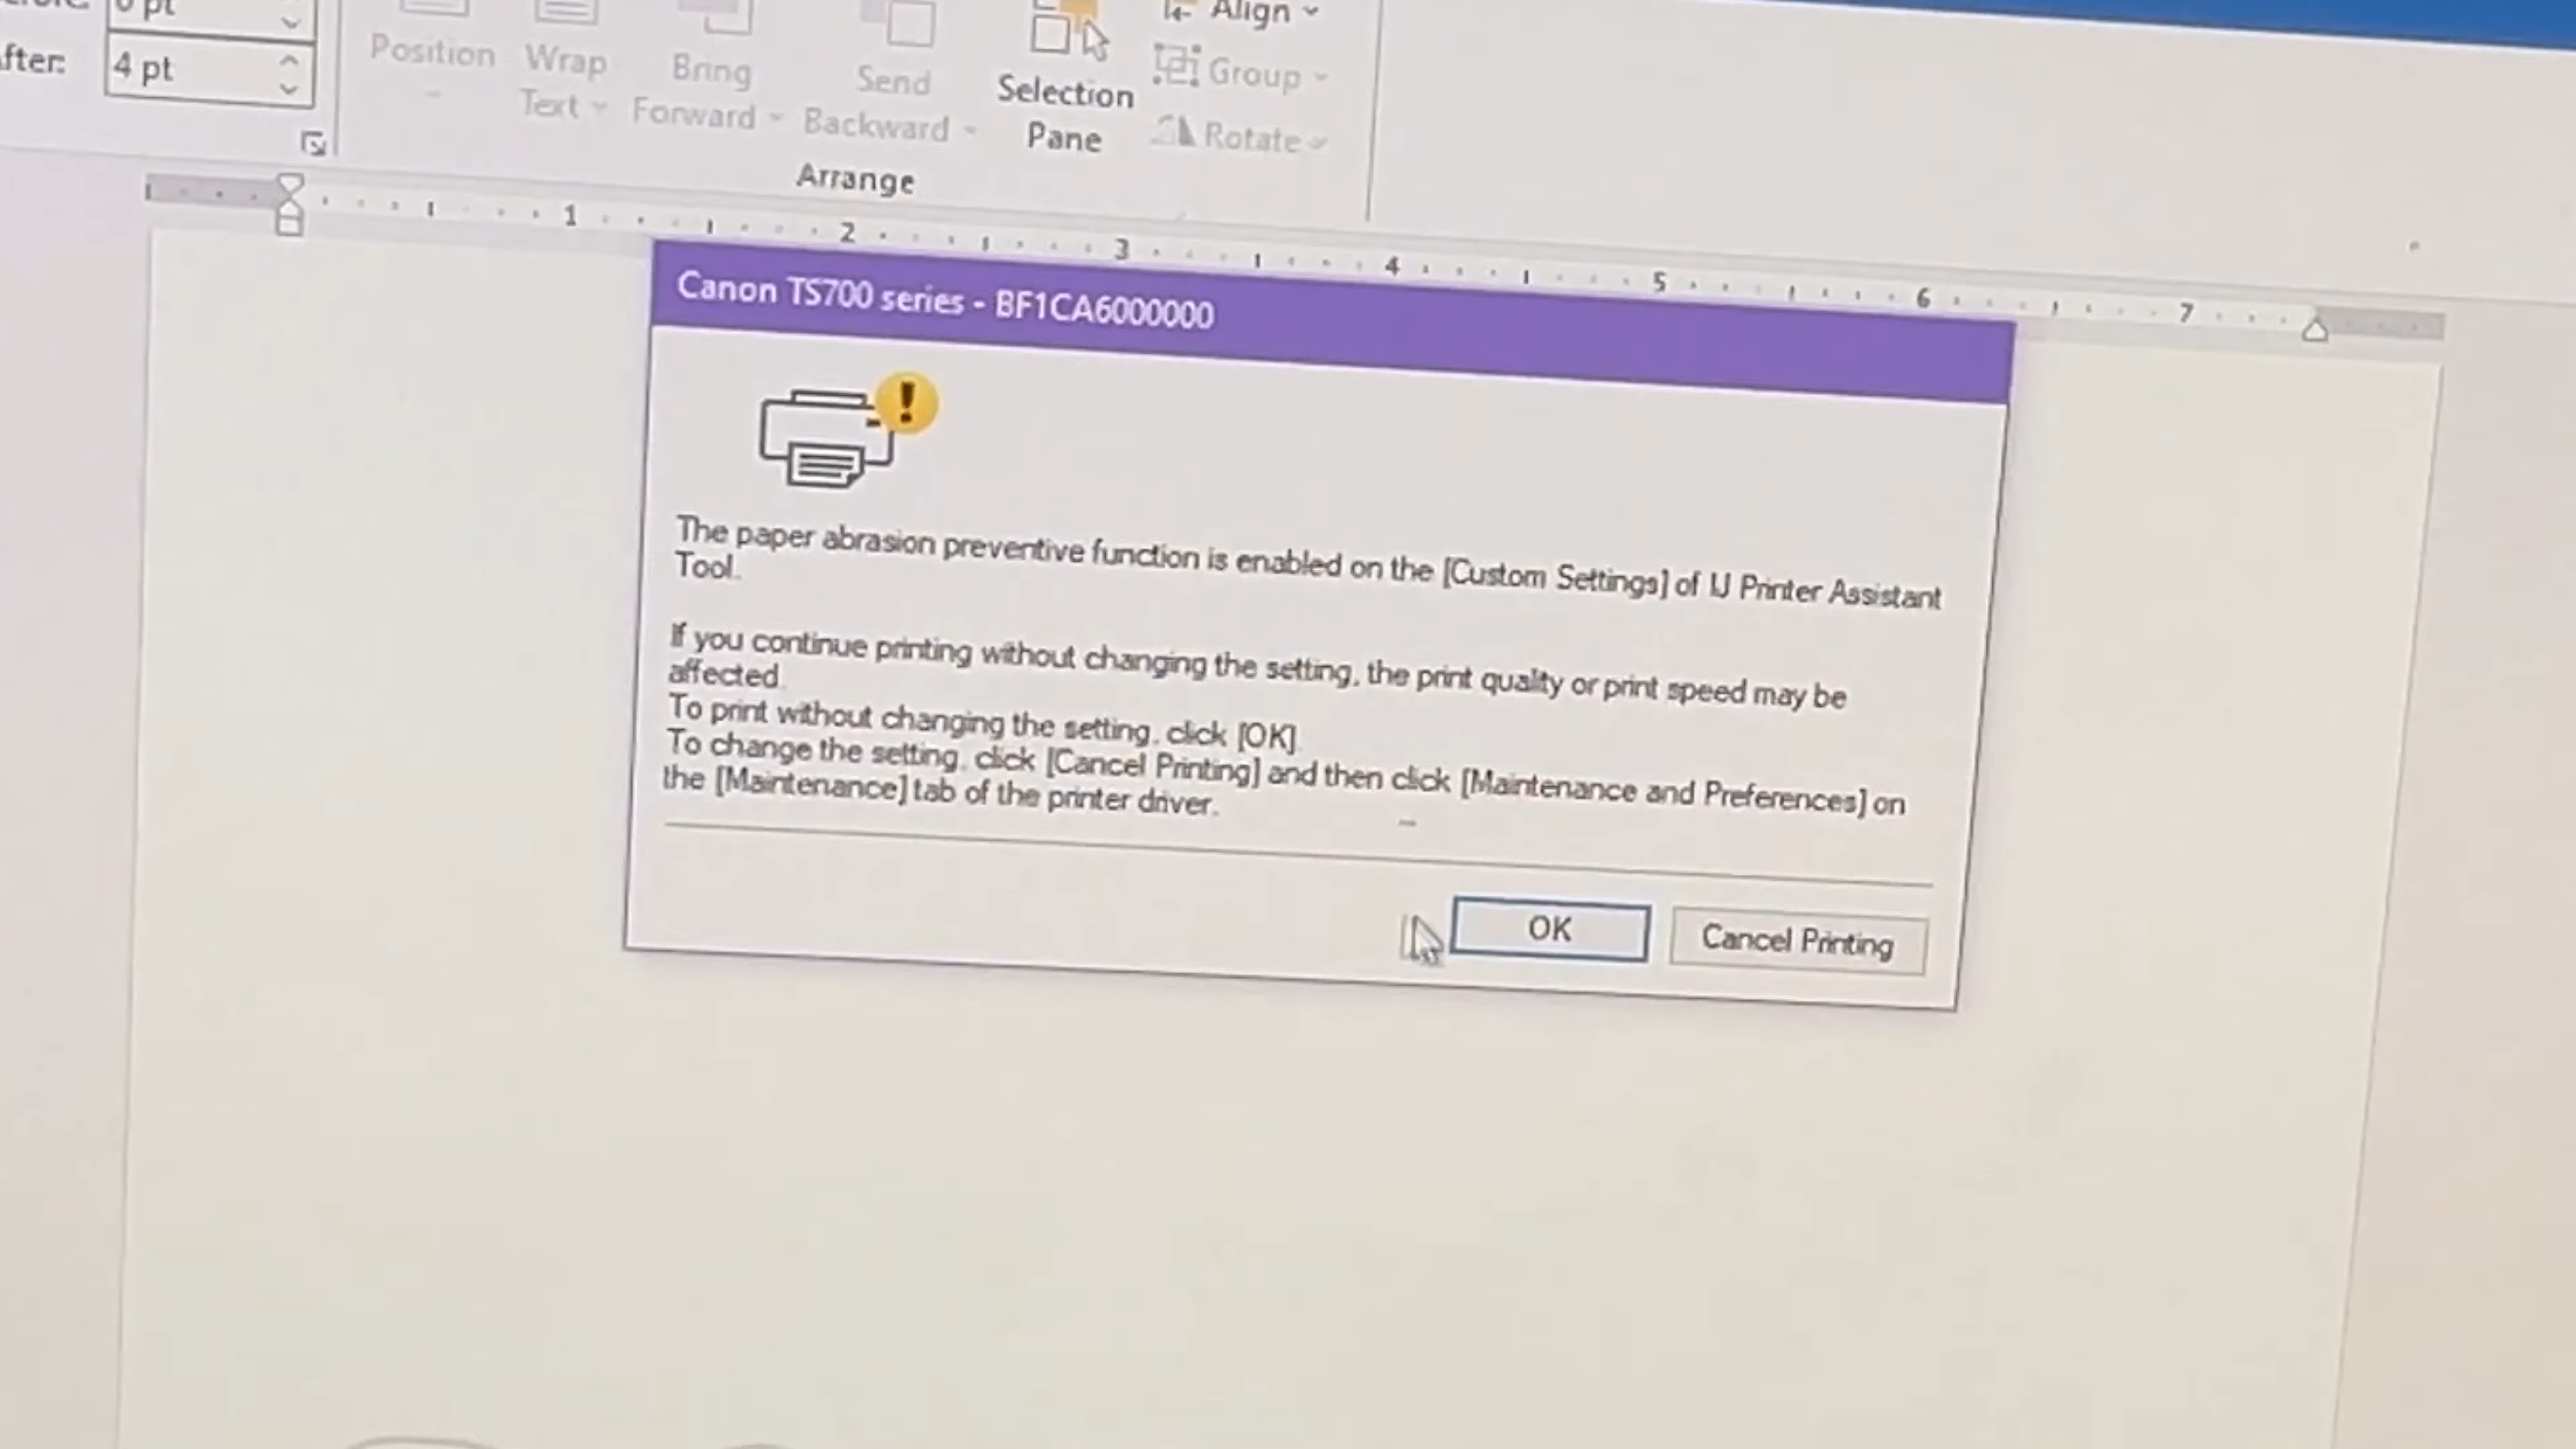 0 pt
After: 4 pt
Position
Wrap Text
Bring Forward
Send Backward
Selection Pane
Align
Group
Rotate
Arrange
1 2 3 4 5 6 7
Canon TS700 series - BF1CA6000000
!
The paper abrasion preventive function is enabled on the [Custom Settings] of IJ Printer Assistant
Tool.
If you continue printing without changing the setting, the print quality or print speed may be
affected.
To print without changing the setting, click [OK].
To change the setting, click [Cancel Printing] and then click [Maintenance and Preferences] on
the [Maintenance] tab of the printer driver.
OK
Cancel Printing